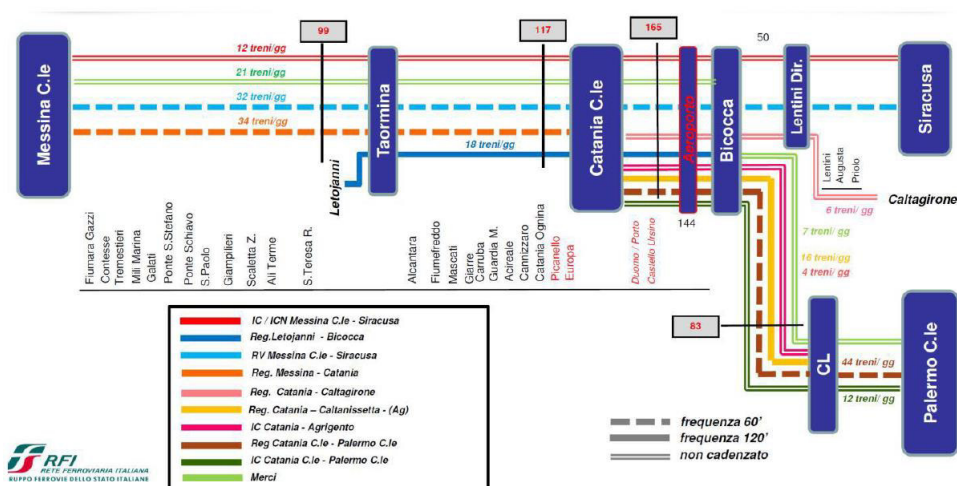 99
117
165
50
12 treni/gg
21 treni/gg
32 treni/gg
34 treni/gg
18 treni/gg
Messina C.le
Taormina
Catania C.le
Aeroporto
Bicocca
Lentini Dir.
Siracusa
Letojanni
Lentini
Augusta
Priolo
Caltagirone
6 treni/ gg
7 treni/ gg
16 treni/gg
4 treni/ gg
144
Fiumara Gazzi
Contesse
Tremestieri
Mili Marina
Galati
Ponte S.Stefano
Ponte Schiavo
S.Paolo
Giampilieri
Scaletta Z.
Ali Terme
S.Teresa R.
Alcantara
Fiumefreddo
Mascati
Giarre
Carruba
Guardia M.
Acireale
Cannizzaro
Catania Ognina
Picanello
Europa
Duomo / Porto
Castello Ursino
83
CL
Palermo C.le
44 treni/ gg
12 treni/ gg
IC / ICN Messina C.le - Siracusa
Reg.Letojanni - Bicocca
RV Messina C.le - Siracusa
Reg. Messina - Catania
Reg. Catania - Caltagirone
Reg. Catania – Caltanissetta - (Ag)
IC Catania - Agrigento
Reg Catania C.le - Palermo C.le
IC Catania C.le - Palermo C.le
Merci
frequenza 60'
frequenza 120'
non cadenzato
RFI
RETE FERROVIARIA ITALIANA
RUPPO FERROVIE DELLO STATO ITALIANE